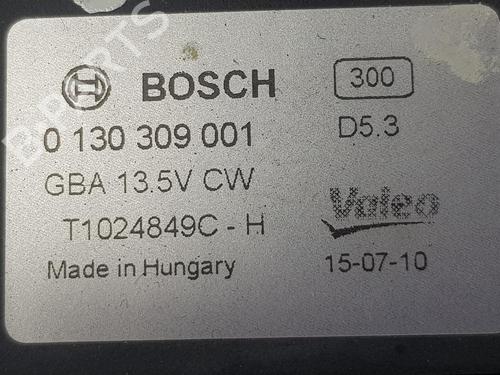 BOSCH 300
0 130 309 001 D5.3
GBA 13.5V CW
T1024849C - H Valeo
Made in Hungary 15-07-10
B-PARTS